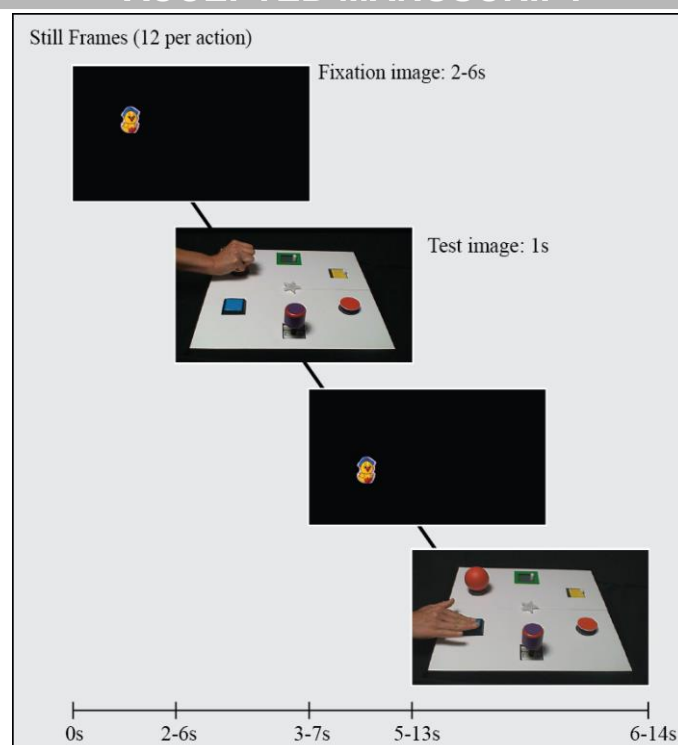 Still Frames (12 per action)
Fixation image: 2-6s
Test image: 1s
0s 2-6s 3-7s 5-13s 6-14s